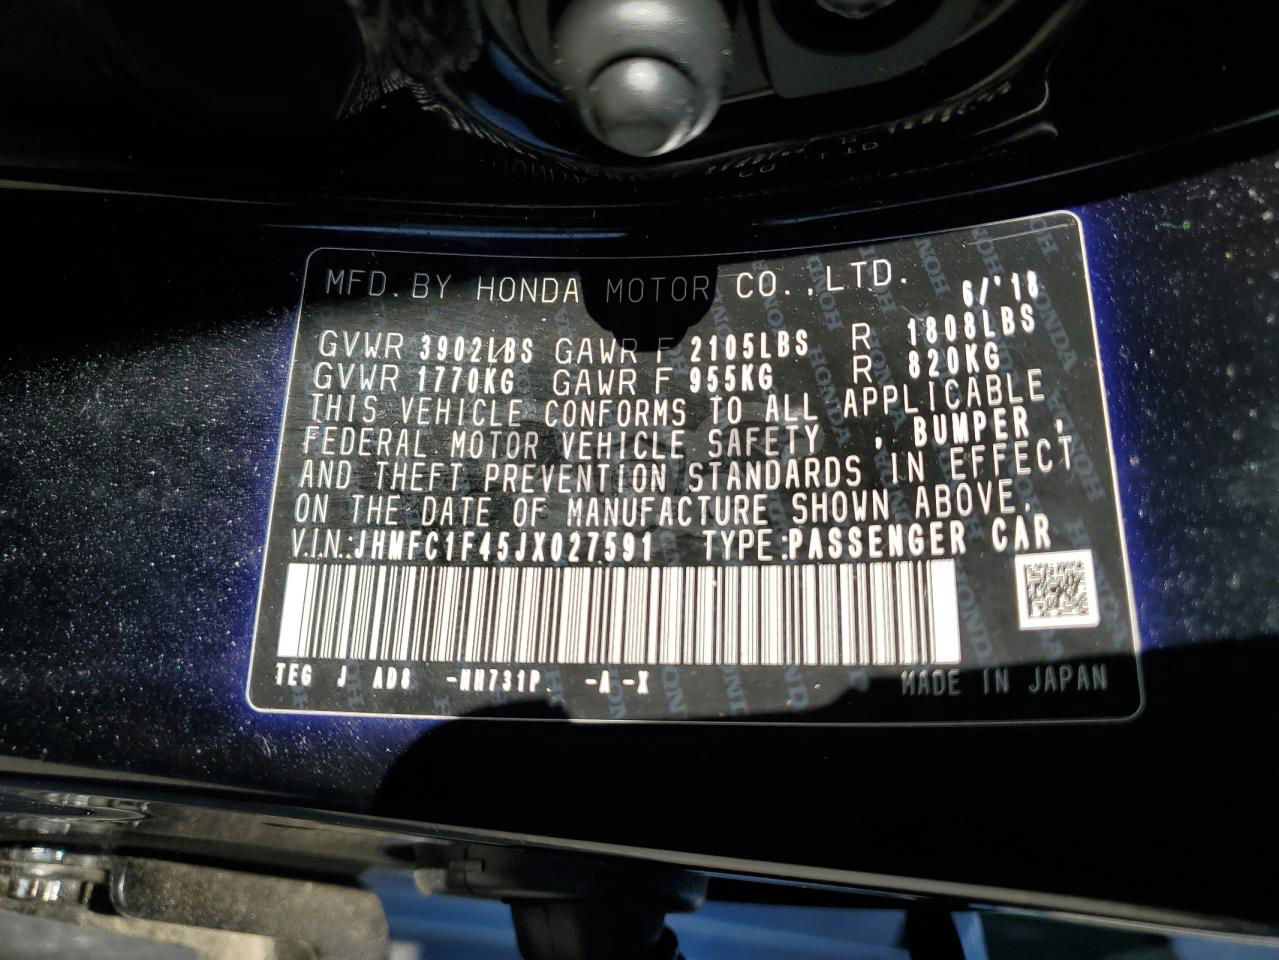 MFD. BY HONDA MOTOR CO.,LTD. 6/'18
GVWR 3902LBS GAWR F 2105LBS R 1808LBS
GVWR 1770KG GAWR F 955KG R 820KG
THIS VEHICLE CONFORMS TO ALL APPLICABLE
FEDERAL MOTOR VEHICLE SAFETY , BUMPER ,
AND THEFT PREVENTION STANDARDS IN EFFECT
ON THE DATE OF MANUFACTURE SHOWN ABOVE.
V.I.N.:JHMFC1F45JX027591 TYPE:PASSENGER CAR
TEG J AD8 -NH731P. -A -X
MADE IN JAPAN